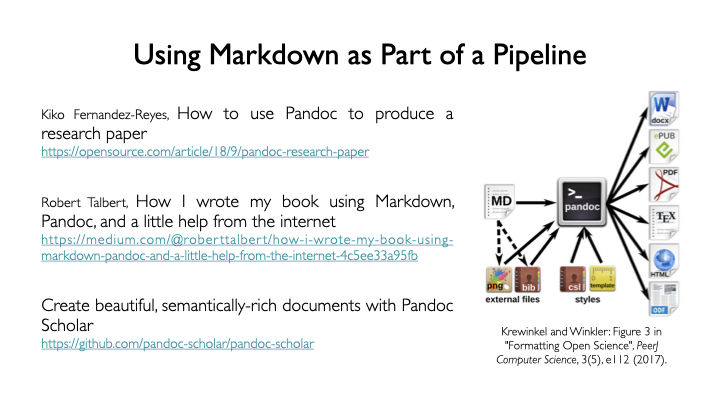 Using Markdown as Part of a Pipeline
Kiko Fernandez-Reyes, How to use Pandoc to produce a
research paper
https://opensource.com/article/18/9/pandoc-research-paper
Robert Talbert, How I wrote my book using Markdown,
Pandoc, and a little help from the internet
https://medium.com/@roberttalbert/how-i-wrote-my-book-using-
markdown-pandoc-and-a-little-help-from-the-internet-4c5ee33a95fb
Create beautiful, semantically-rich documents with Pandoc
Scholar
https://github.com/pandoc-scholar/pandoc-scholar
MD
>_
pandoc
W
docx
ePUB
PDF
TEX
HTML
ODF
png
bib
csl
template
external files
styles
Krewinkel and Winkler: Figure 3 in
"Formatting Open Science", PeerJ
Computer Science, 3(5), e112 (2017).